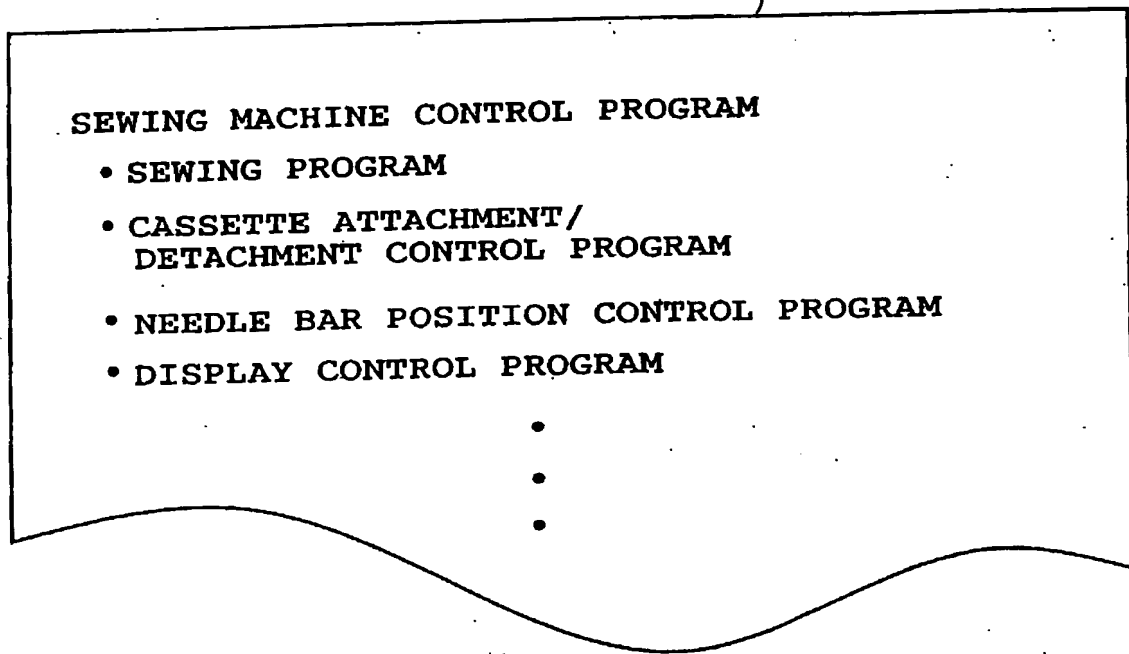 SEWING MACHINE CONTROL PROGRAM
• SEWING PROGRAM
• CASSETTE ATTACHMENT/
DETACHMENT CONTROL PROGRAM
• NEEDLE BAR POSITION CONTROL PROGRAM
• DISPLAY CONTROL PROGRAM
•
•
•